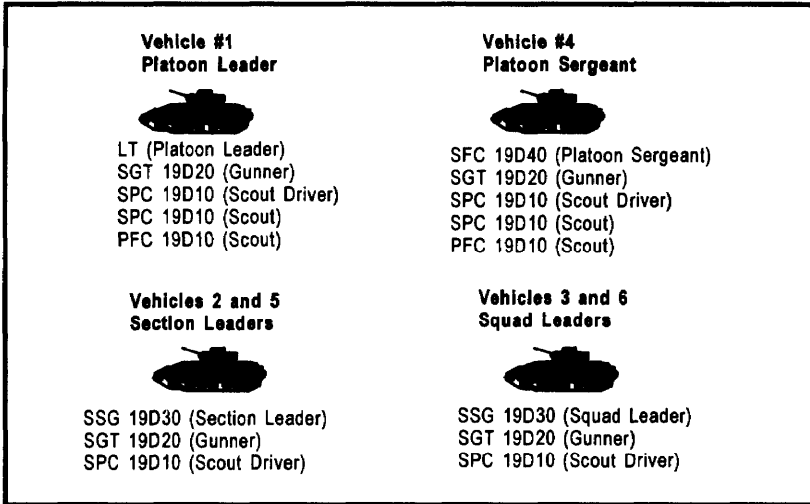 Vehicle #1
Platoon Leader
LT (Platoon Leader)
SGT 19D20 (Gunner)
SPC 19D10 (Scout Driver)
SPC 19D10 (Scout)
PFC 19D10 (Scout)
Vehicle #4
Platoon Sergeant
SFC 19D40 (Platoon Sergeant)
SGT 19D20 (Gunner)
SPC 19D10 (Scout Driver)
SPC 19D10 (Scout)
PFC 19D10 (Scout)
Vehicles 2 and 5
Section Leaders
SSG 19D30 (Section Leader)
SGT 19D20 (Gunner)
SPC 19D10 (Scout Driver)
Vehicles 3 and 6
Squad Leaders
SSG 19D30 (Squad Leader)
SGT 19D20 (Gunner)
SPC 19D10 (Scout Driver)